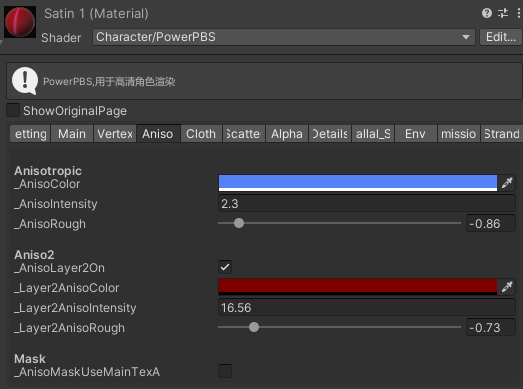 Satin 1 (Material)
Shader Character/PowerPBS Edit...
PowerPBS,用于高清角色渲染
ShowOriginalPage
etting Main Vertex Aniso Cloth Scatte Alpha Details allal_S Env missio Strand
Anisotropic
_AnisoColor
_AnisoIntensity 2.3
_AnisoRough -0.86
Aniso2
_AnisoLayer2On
_Layer2AnisoColor
_Layer2AnisoIntensity 16.56
_Layer2AnisoRough -0.73
Mask
_AnisoMaskUseMainTexA